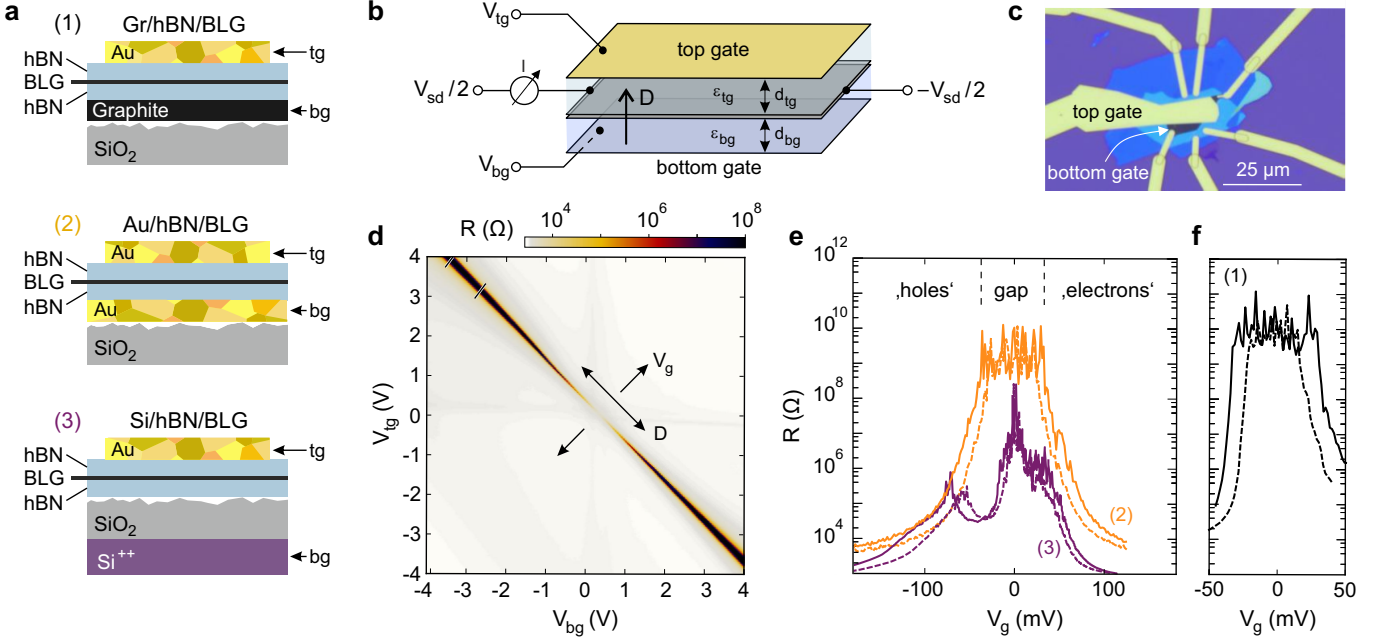 a
(1)
Gr/hBN/BLG
Au
tg
hBN
BLG
hBN
Graphite
bg
SiO2
(2)
Au/hBN/BLG
Au
tg
hBN
BLG
hBN
Au
bg
SiO2
(3)
Si/hBN/BLG
Au
tg
hBN
BLG
hBN
SiO2
Si++
bg
b
Vtg
top gate
I
Vsd/2
D
εtg
dtg
-Vsd/2
εbg
dbg
Vbg
bottom gate
c
top gate
bottom gate
25 µm
d
R (Ω)
10^4
10^6
10^8
4
3
2
1
0
-1
-2
-3
-4
Vtg (V)
Vg
D
-4
-3
-2
-1
0
1
2
3
4
Vbg (V)
e
10^12
10^10
10^8
10^6
10^4
R (Ω)
‚holes‘
gap
‚electrons‘
(2)
(3)
-100
0
100
Vg (mV)
f
(1)
-50
0
50
Vg (mV)